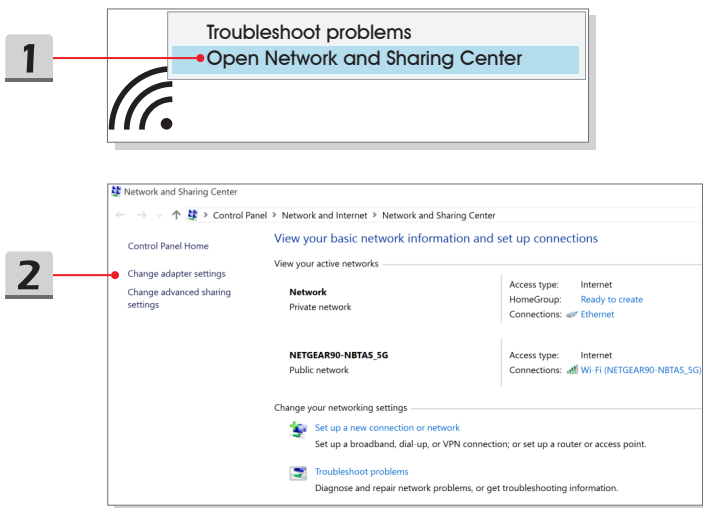 1
Troubleshoot problems
Open Network and Sharing Center
Network and Sharing Center
Control Panel > Network and Internet > Network and Sharing Center
2
Control Panel Home
Change adapter settings
Change advanced sharing
settings
View your basic network information and set up connections
View your active networks
Network
Private network
Access type: Internet
HomeGroup: Ready to create
Connections: Ethernet
NETGEAR90-NBTAS_5G
Public network
Access type: Internet
Connections: Wi-Fi (NETGEAR90-NBTAS_5G)
Change your networking settings
Set up a new connection or network
Set up a broadband, dial-up, or VPN connection; or set up a router or access point.
Troubleshoot problems
Diagnose and repair network problems, or get troubleshooting information.